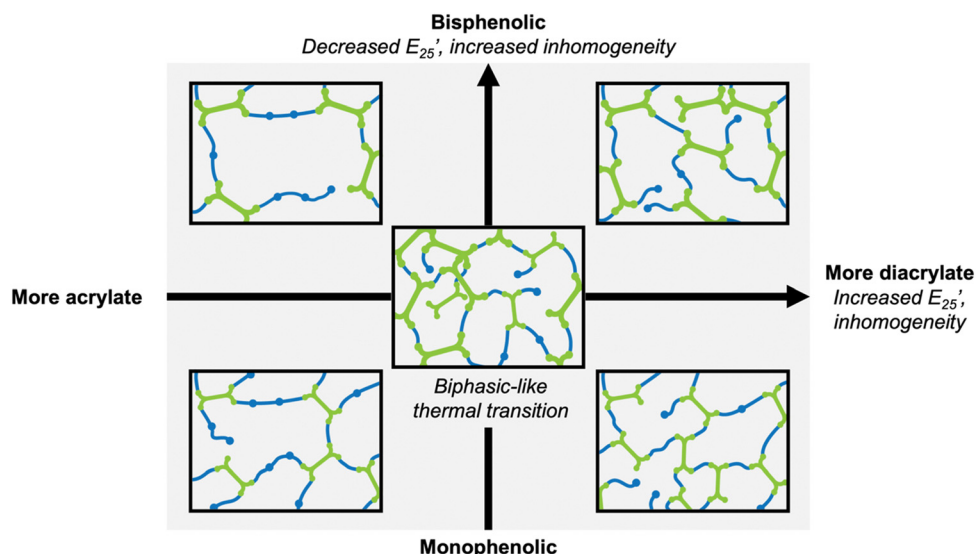 Bisphenolic
Decreased E25’, increased inhomogeneity
More acrylate
More diacrylate
Increased E25’,
inhomogeneity
Biphasic-like
thermal transition
Monophenolic